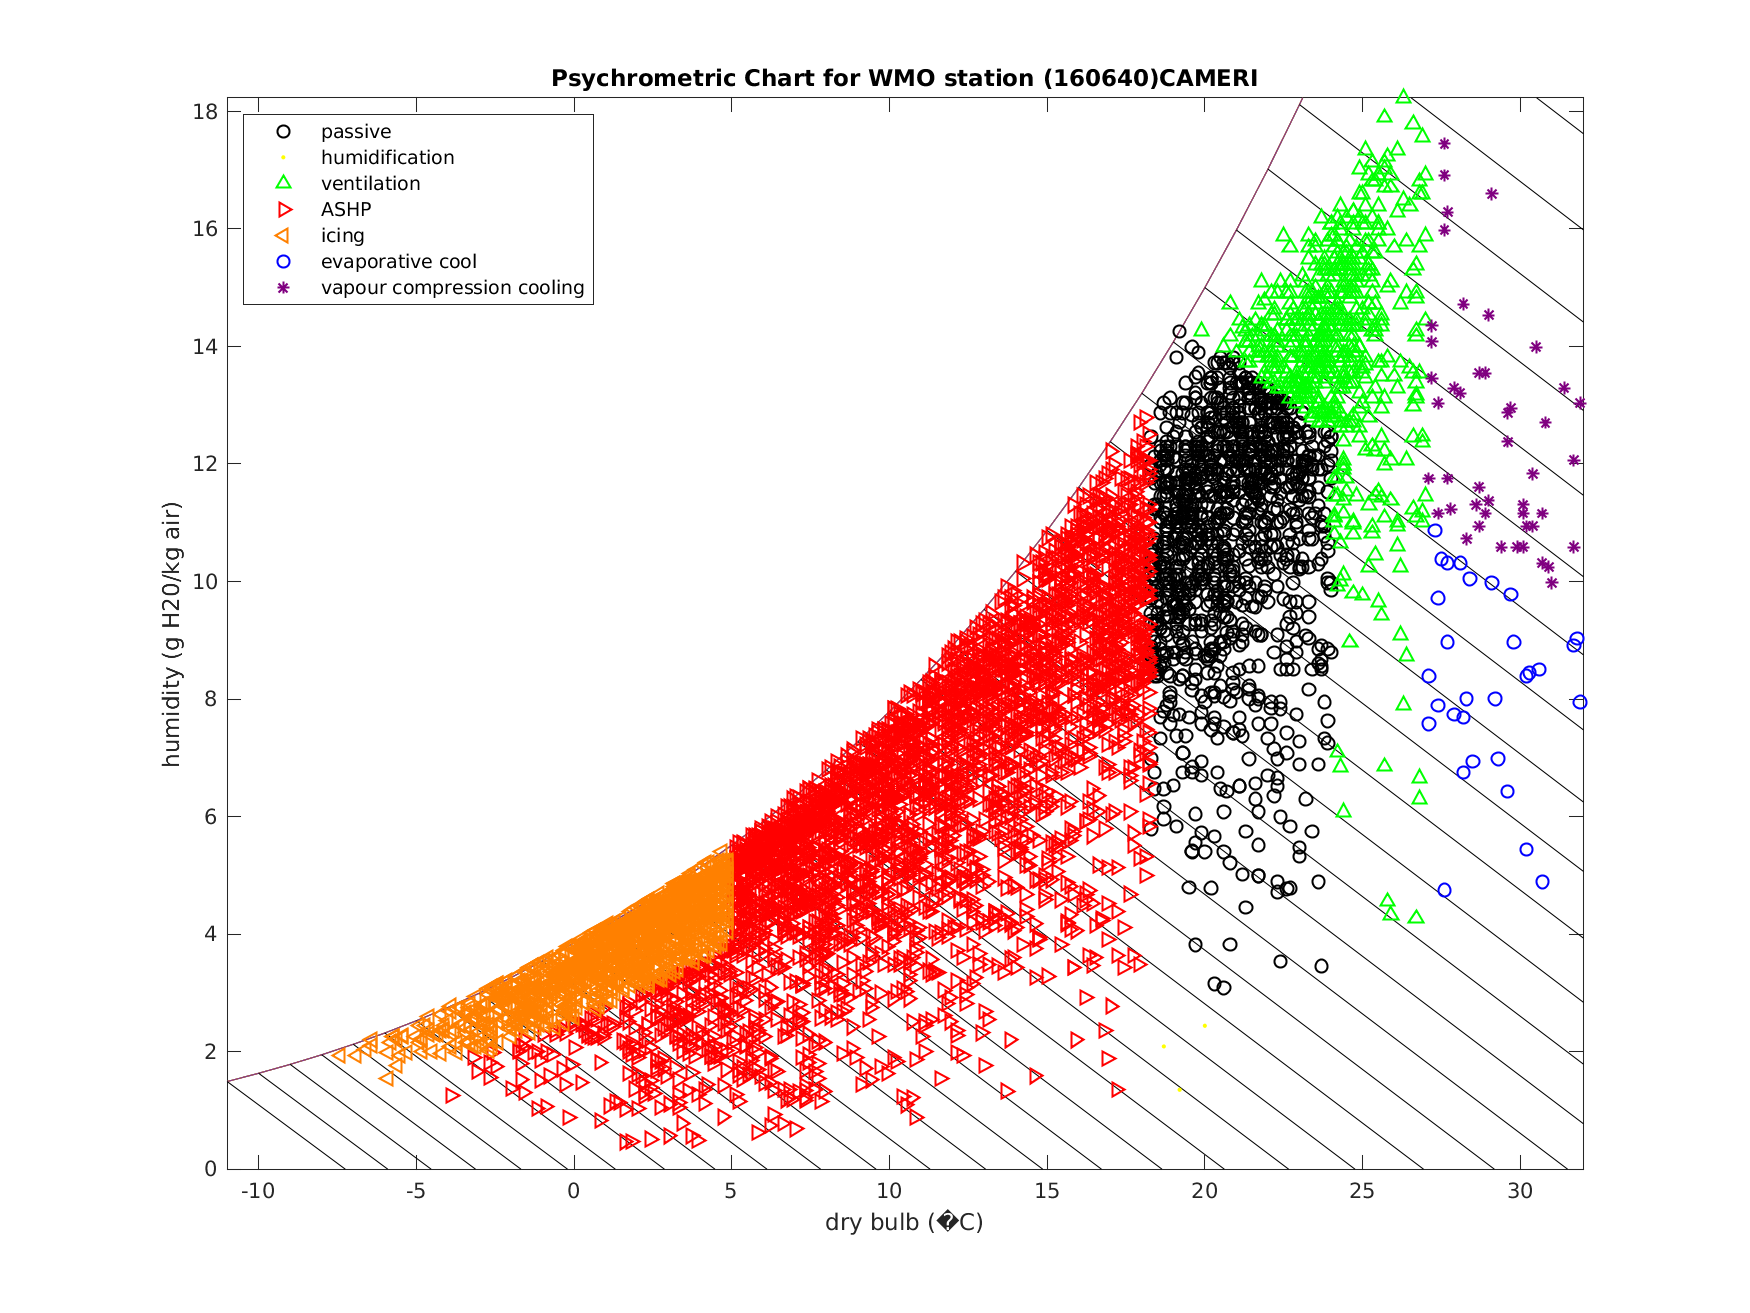 Psychrometric Chart for WMO station (160640)CAMERI
18
16
14
12
10
8
6
4
2
0
humidity (g H20/kg air)
passive
humidification
ventilation
ASHP
icing
evaporative cool
vapour compression cooling
-10 -5 0 5 10 15 20 25 30
dry bulb (�C)